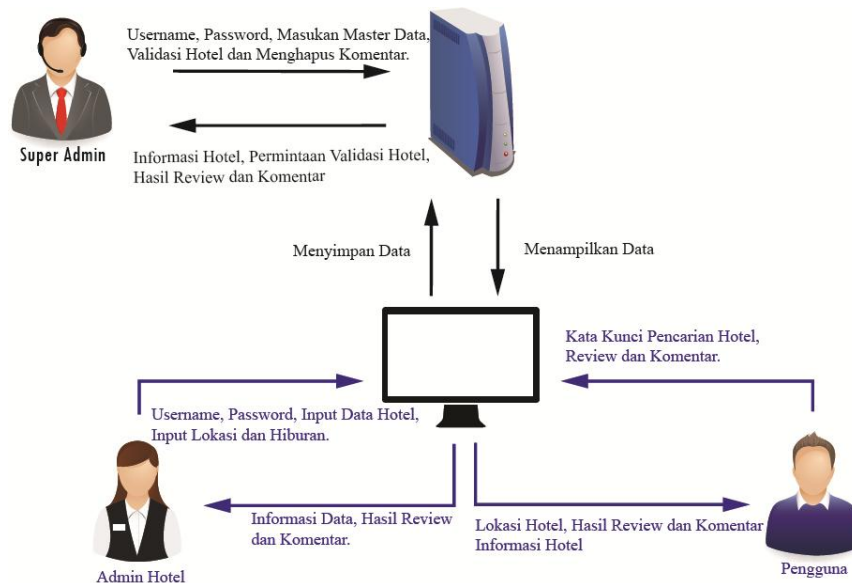 Username, Password, Masukan Master Data,
Validasi Hotel dan Menghapus Komentar.
Super Admin
Informasi Hotel, Permintaan Validasi Hotel,
Hasil Review dan Komentar
Menyimpan Data
Menampilkan Data
Kata Kunci Pencarian Hotel,
Review dan Komentar.
Username, Password, Input Data Hotel,
Input Lokasi dan Hiburan.
Informasi Data, Hasil Review
dan Komentar.
Lokasi Hotel, Hasil Review dan Komentar
Informasi Hotel
Admin Hotel
Pengguna